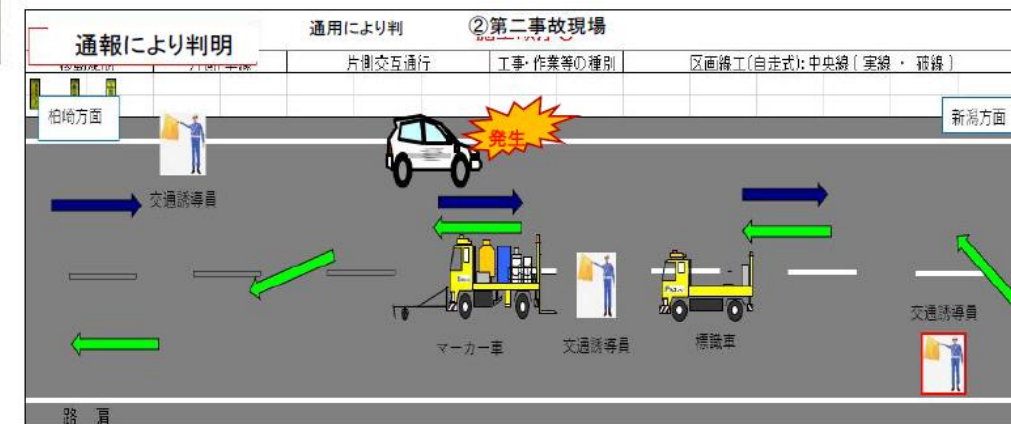 通用により判
②第二事故現場
通報により判明
片側交互通行
工事・作業等の種別
区画線工(自走式):中央線〔実線 ・ 破線〕
柏崎方面
新潟方面
発生
交通誘導員
交通誘導員
マーカー車
交通誘導員
標識車
路 肩